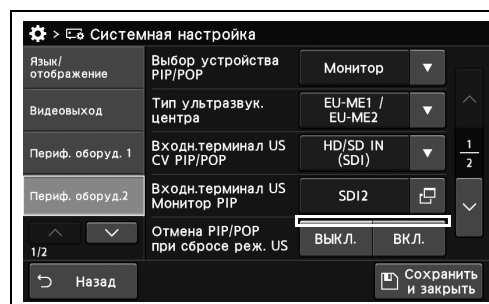 > Системная настройка
Язык/
отображение
Видеовыход
Периф. оборуд. 1
Периф. оборуд.2
1/2
Выбор устройства
PIP/POP
Монитор
Тип ультразвук.
центра
EU-ME1 /
EU-ME2
Входн.терминал US
CV PIP/POP
HD/SD IN
(SDI)
Входн.терминал US
Монитор PIP
SDI2
Отмена PIP/POP
при сбросе реж. US
ВЫКЛ.
ВКЛ.
1
2
Назад
Сохранить
и закрыть